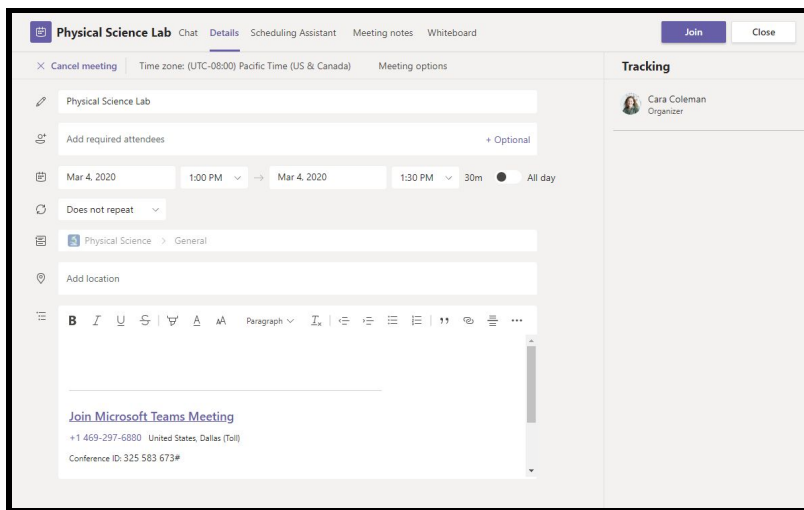 Physical Science Lab Chat Details Scheduling Assistant Meeting notes Whiteboard Join Close
Cancel meeting Time zone: (UTC-08:00) Pacific Time (US & Canada) Meeting options
Tracking
Physical Science Lab
Cara Coleman
Organizer
Add required attendees + Optional
Mar 4, 2020 1:00 PM → Mar 4, 2020 1:30 PM 30m All day
Does not repeat
Physical Science > General
Add location
B I U S A AA Paragraph Tx
Join Microsoft Teams Meeting
+1 469-297-6880 United States, Dallas (Toll)
Conference ID: 325 583 673#